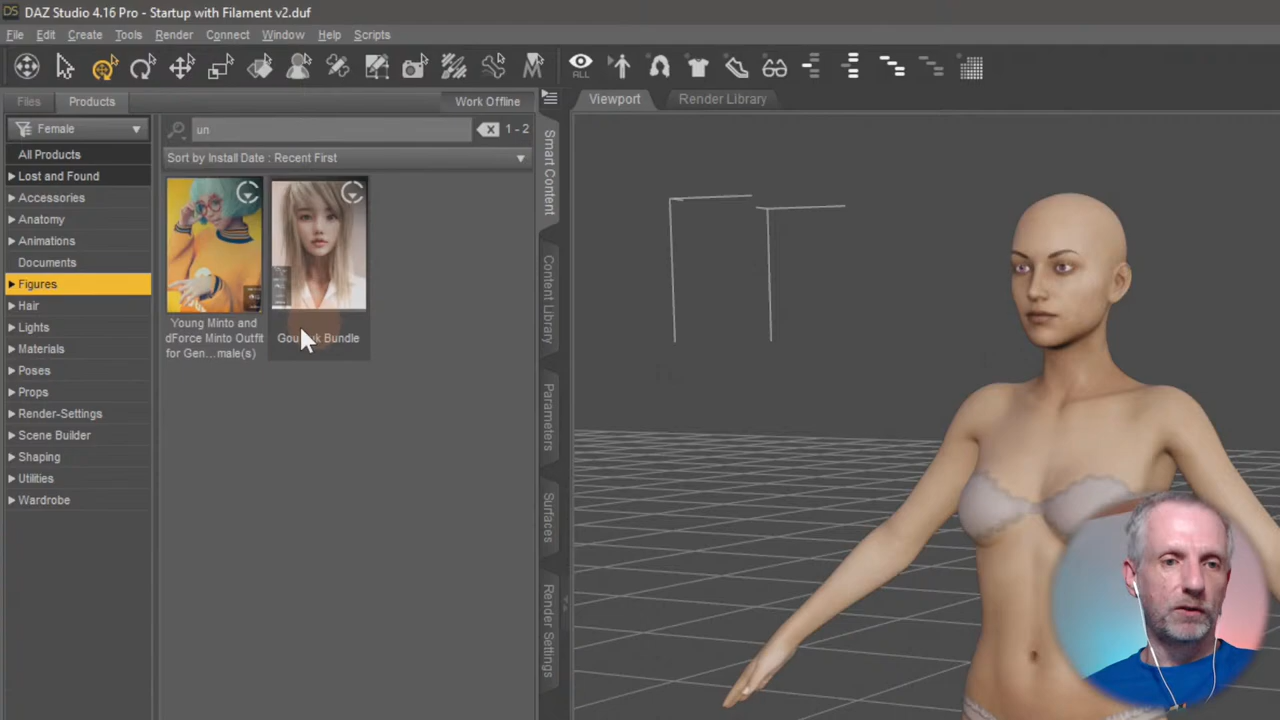 DAZ Studio 4.16 Pro - Startup with Filament v2.duf
File Edit Create Tools Render Connect Window Help Scripts
ALL
Files Products Work Offline
Viewport Render Library
Female
un
1 - 2
Sort by Install Date : Recent First
All Products
Lost and Found
Accessories
Anatomy
Animations
Documents
Figures
Hair
Lights
Materials
Poses
Props
Render-Settings
Scene Builder
Shaping
Utilities
Wardrobe
Young Minto and
dForce Minto Outfit
for Gen...male(s)
Bundle
Smart Content
Content Library
Parameters
Surfaces
Render Settings